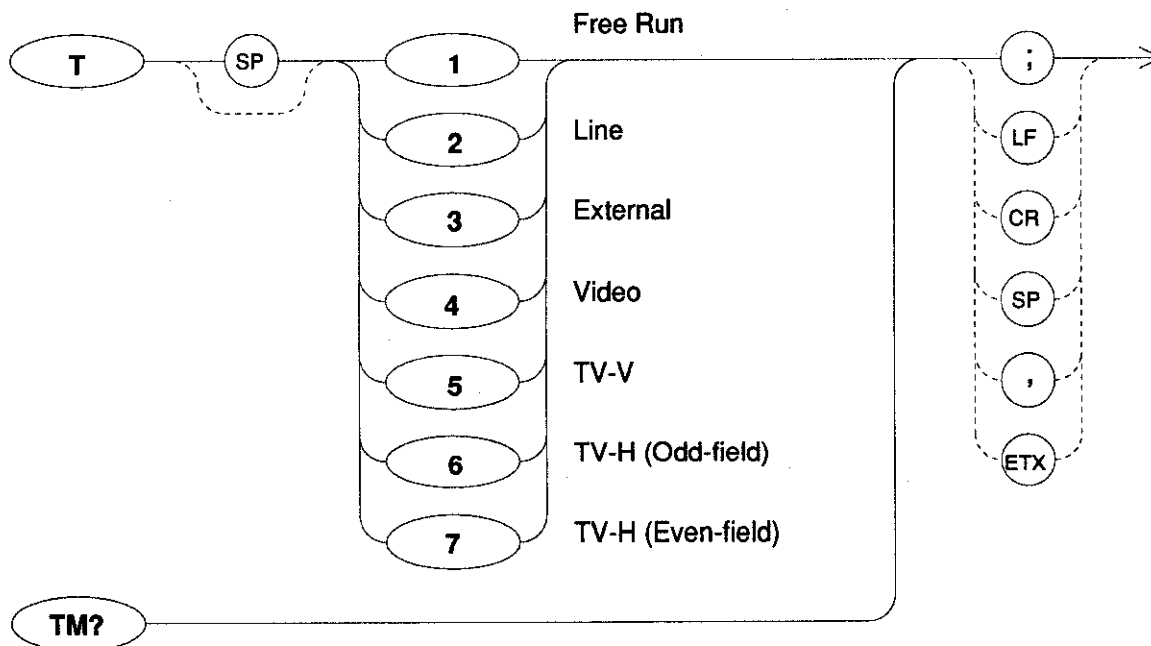 Free Run
T SP 1 ;
2 Line LF
3 External CR
4 Video SP
5 TV-V ,
6 TV-H (Odd-field) ETX
7 TV-H (Even-field)
TM?